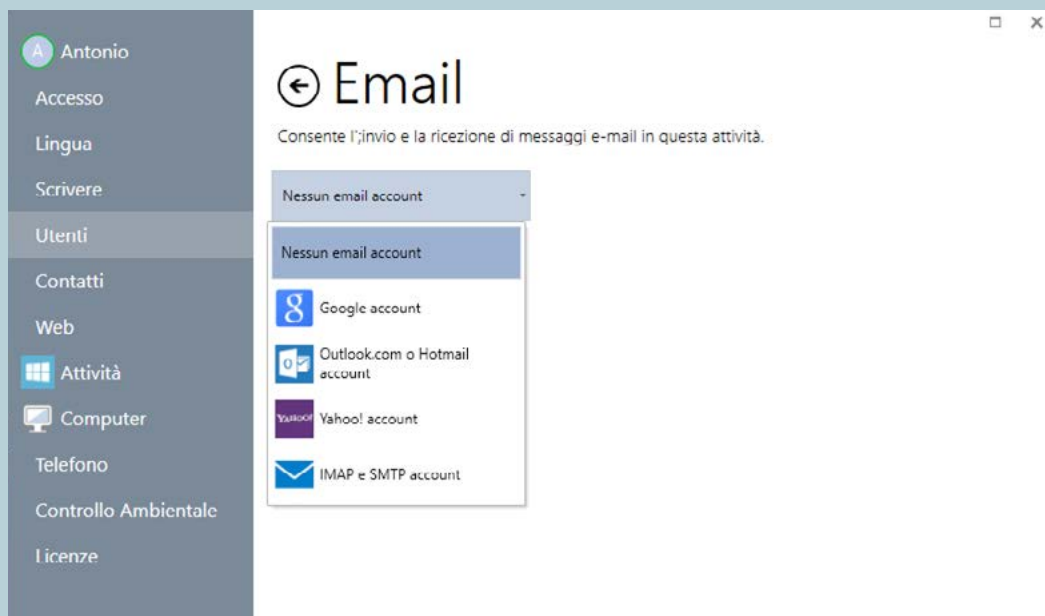 A Antonio
Accesso
Lingua
Scrivere
Utenti
Contatti
Web
Attività
Computer
Telefono
Controllo Ambientale
Licenze
Email
Consente l';invio e la ricezione di messaggi e-mail in questa attività.
Nessun email account
Nessun email account
Google account
Outlook.com o Hotmail
account
YAHOO! Yahoo! account
IMAP e SMTP account